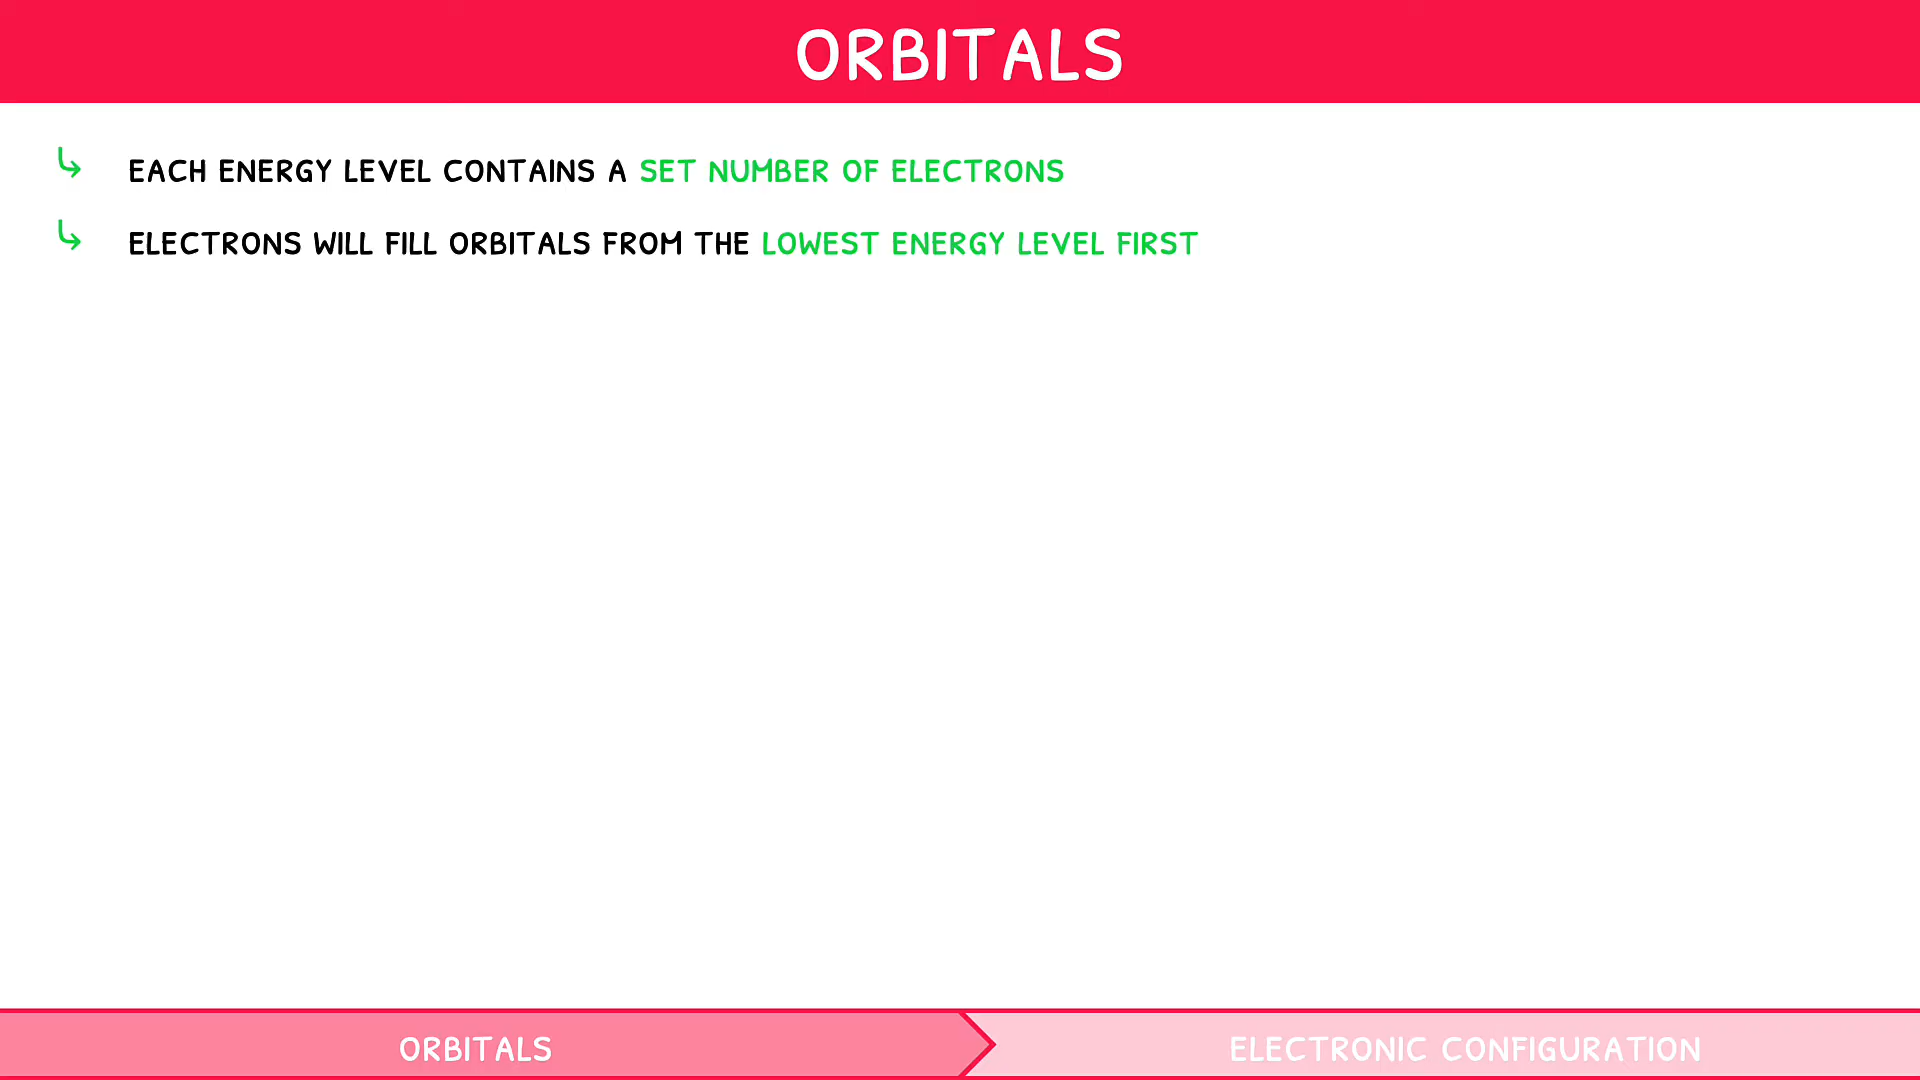 ORBITALS
EACH ENERGY LEVEL CONTAINS A SET NUMBER OF ELECTRONS
ELECTRONS WILL FILL ORBITALS FROM THE LOWEST ENERGY LEVEL FIRST
ORBITALS
ELECTRONIC CONFIGURATION